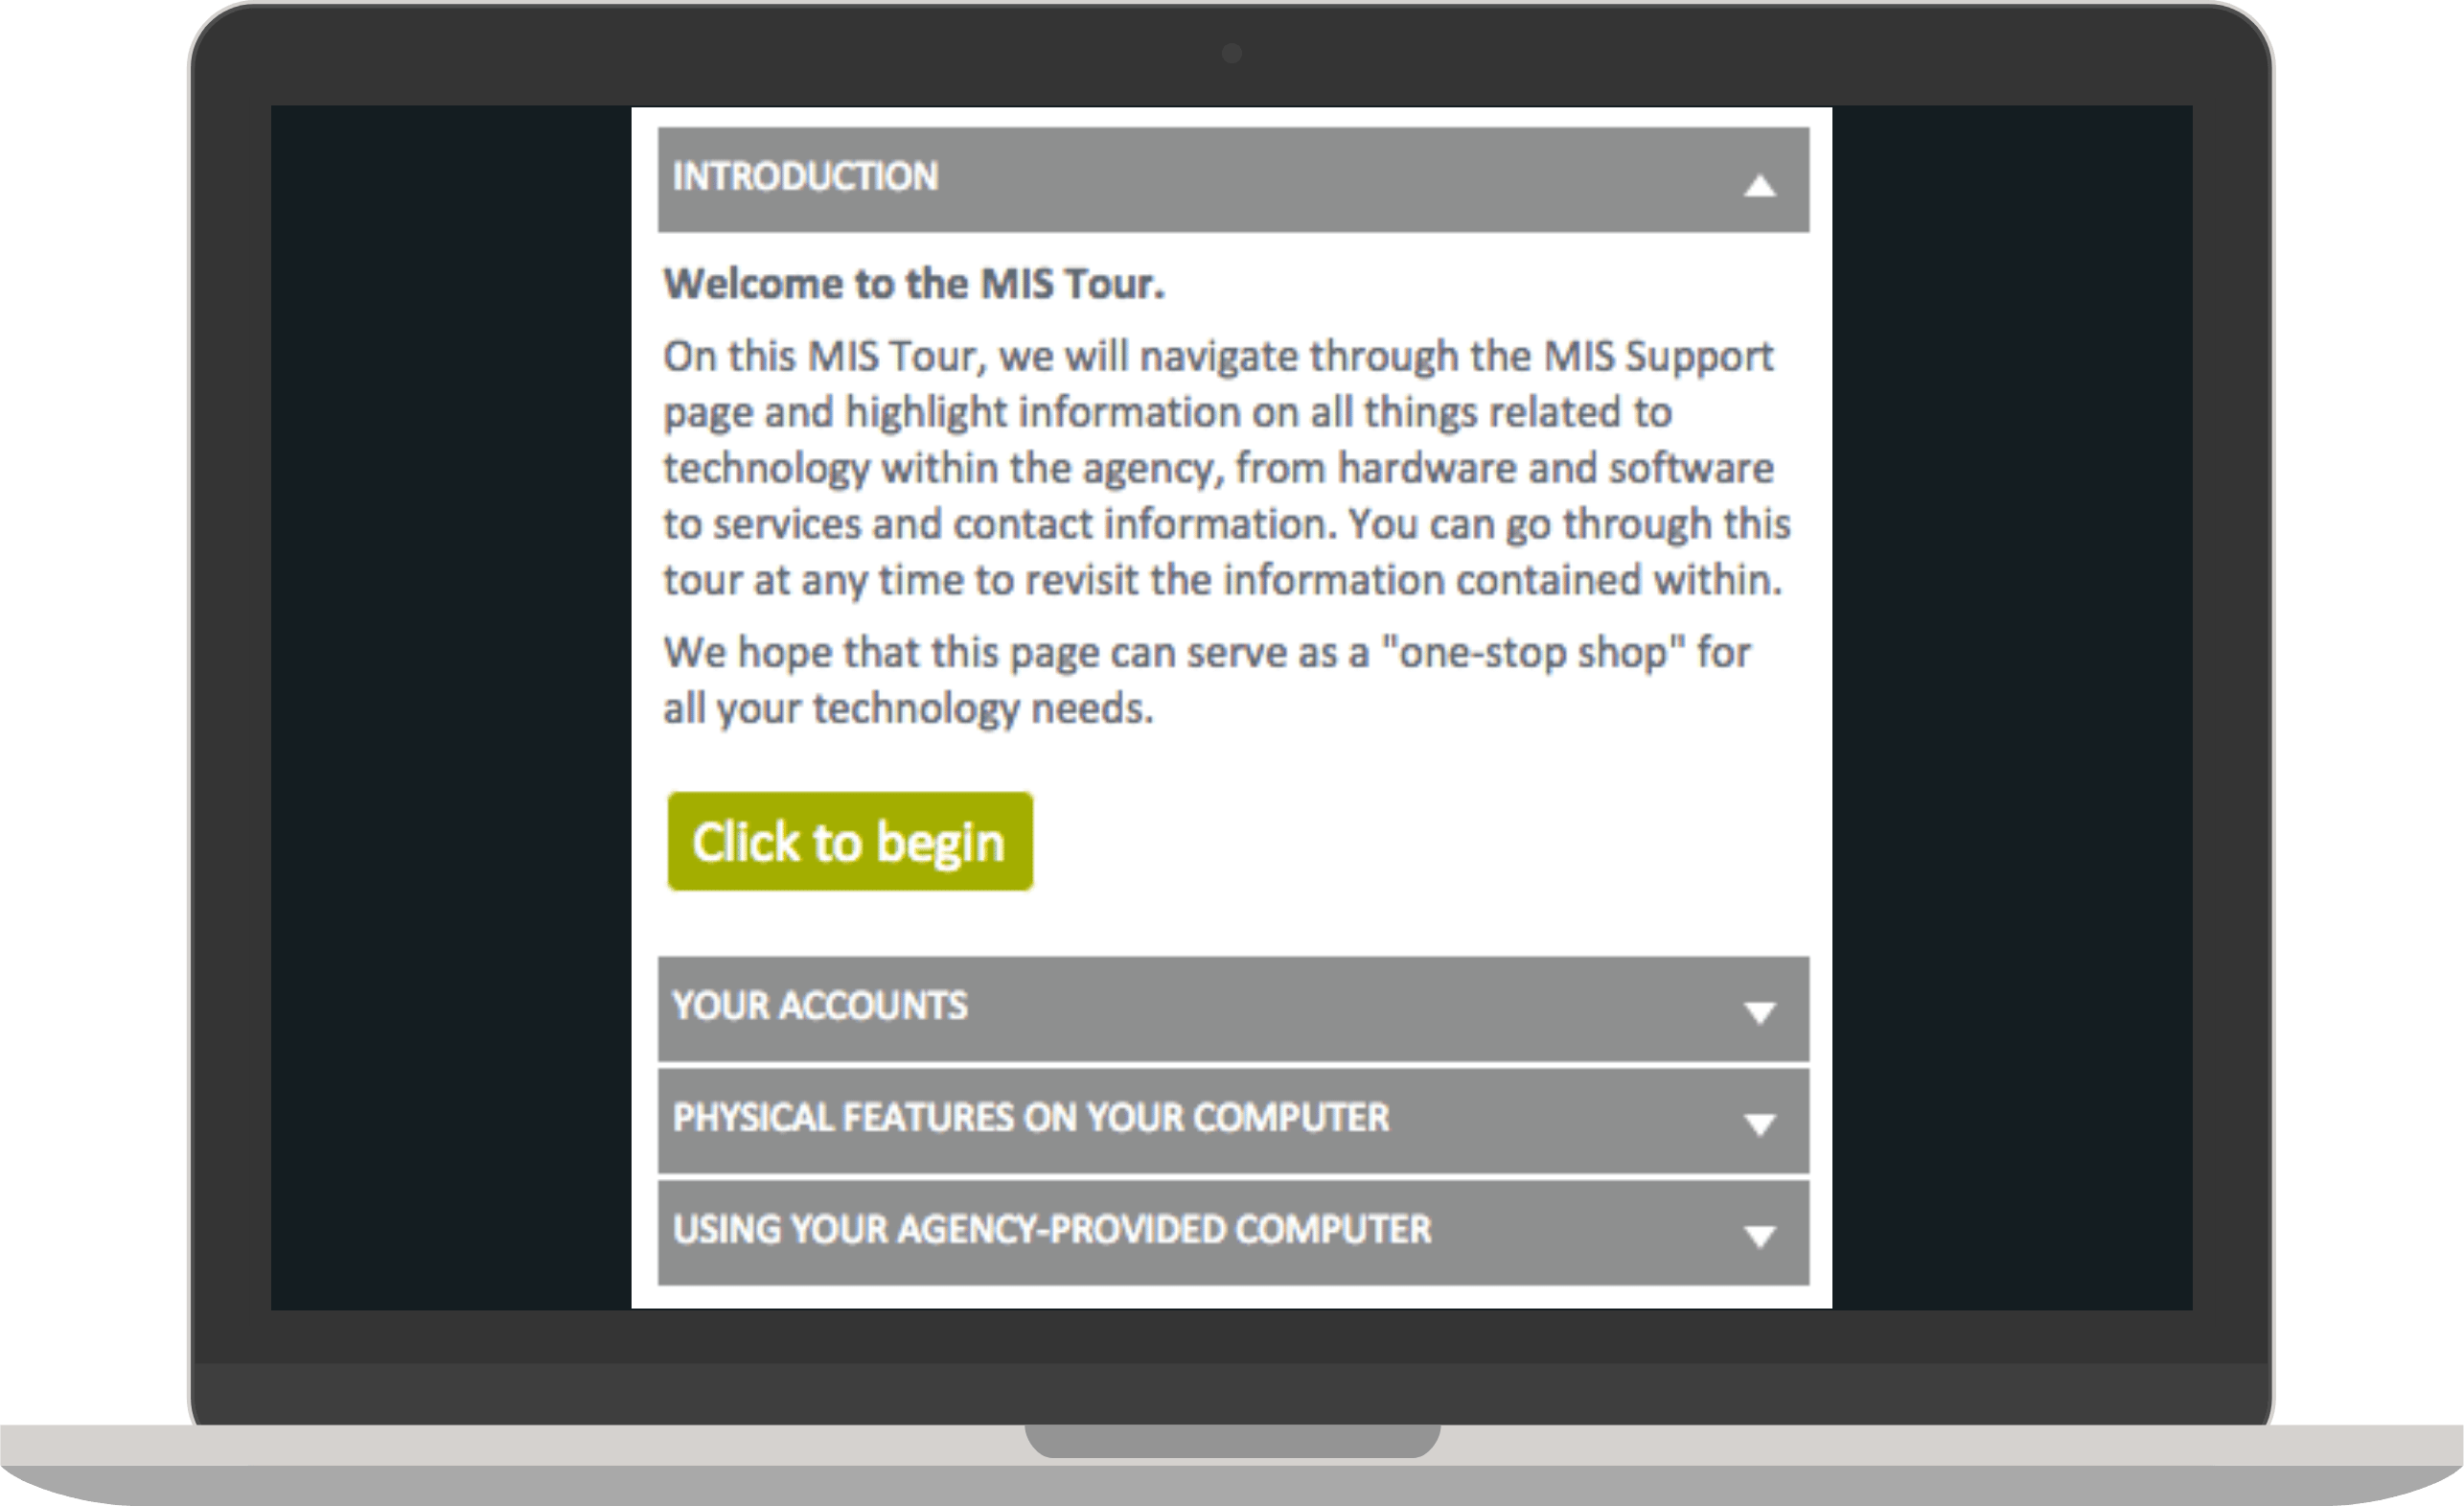 INTRODUCTION
Welcome to the MIS Tour.
On this MIS Tour, we will navigate through the MIS Support
page and highlight information on all things related to
technology within the agency, from hardware and software
to services and contact information. You can go through this
tour at any time to revisit the information contained within.
We hope that this page can serve as a "one-stop shop" for
all your technology needs.
Click to begin
YOUR ACCOUNTS
PHYSICAL FEATURES ON YOUR COMPUTER
USING YOUR AGENCY-PROVIDED COMPUTER